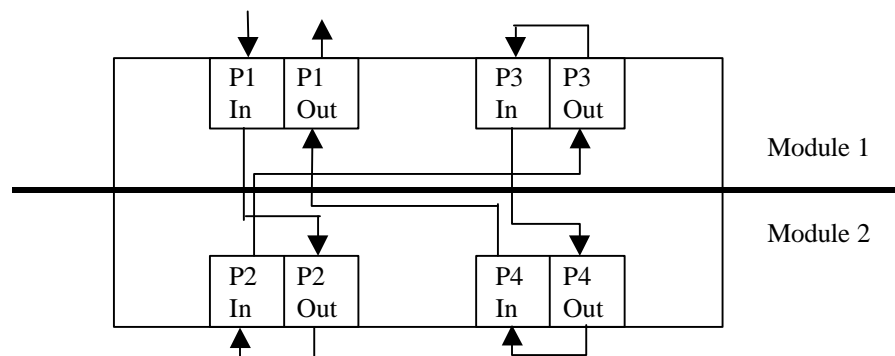 P1 P1 P3 P3
In Out In Out
Module 1
Module 2
P2 P2 P4 P4
In Out In Out